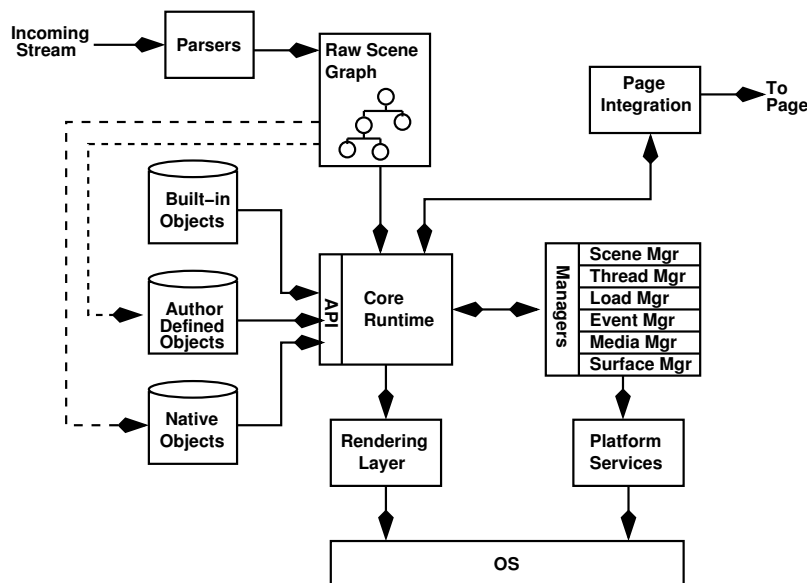 Incoming
Stream
Parsers
Raw Scene
Graph
Page
Integration
To
Page
Built-in
Objects
Author
Defined
Objects
Native
Objects
API
Core
Runtime
Managers
Scene Mgr
Thread Mgr
Load Mgr
Event Mgr
Media Mgr
Surface Mgr
Rendering
Layer
Platform
Services
OS